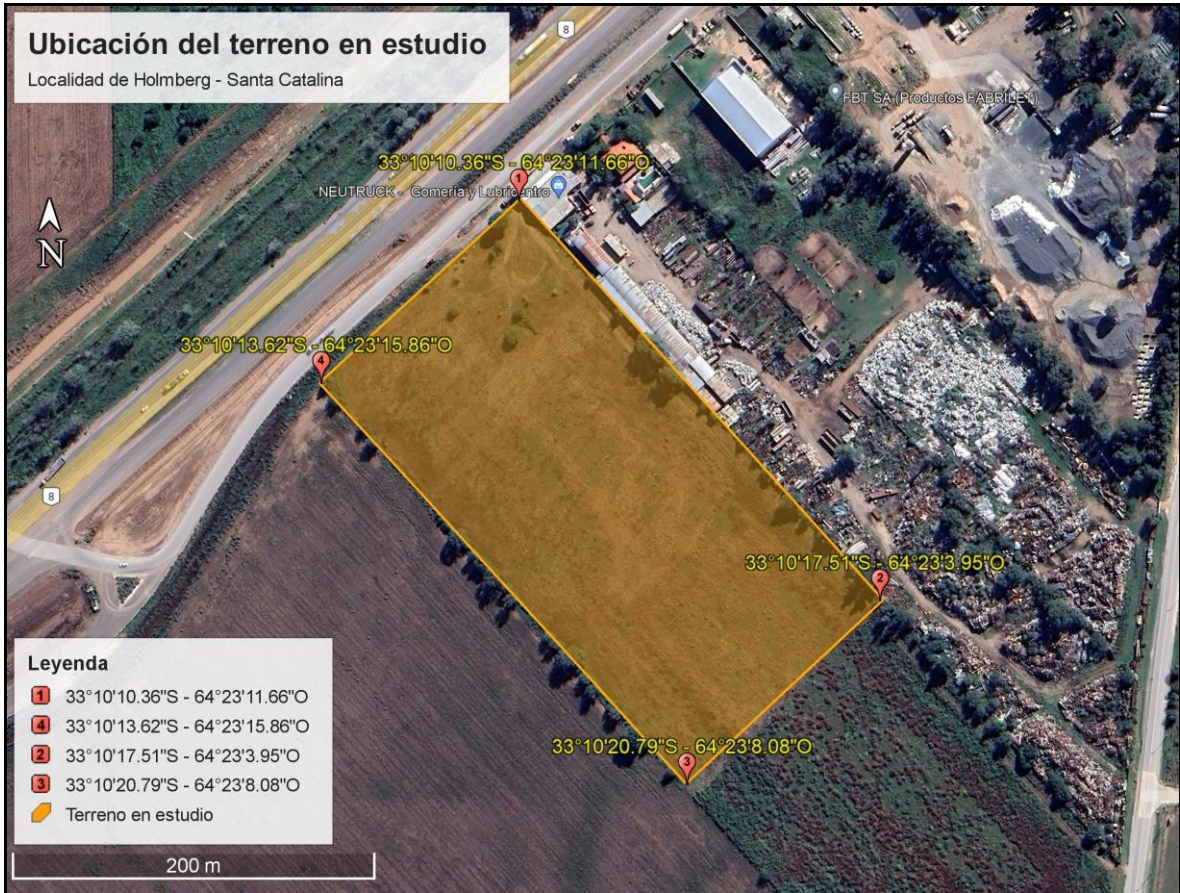 Ubicación del terreno en estudio
Localidad de Holmberg - Santa Catalina
8
FBT SA (Productos FABRILET)
1
33°10'10.36"S - 64°23'11.66"O
NEUTRUCK - Gomería y Lubricentro
N
33°10'13.62"S - 64°23'15.86"O
4
8
33°10'17.51"S - 64°23'3.95"O
2
33°10'20.79"S - 64°23'8.08"O
3
Leyenda
1 33°10'10.36"S - 64°23'11.66"O
4 33°10'13.62"S - 64°23'15.86"O
2 33°10'17.51"S - 64°23'3.95"O
3 33°10'20.79"S - 64°23'8.08"O
Terreno en estudio
200 m